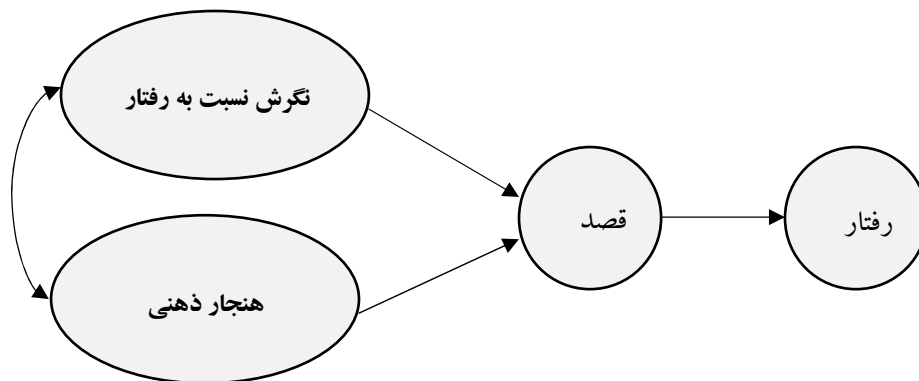 نگرش نسبت به رفتار
هنجار ذهنی
قصد
رفتار